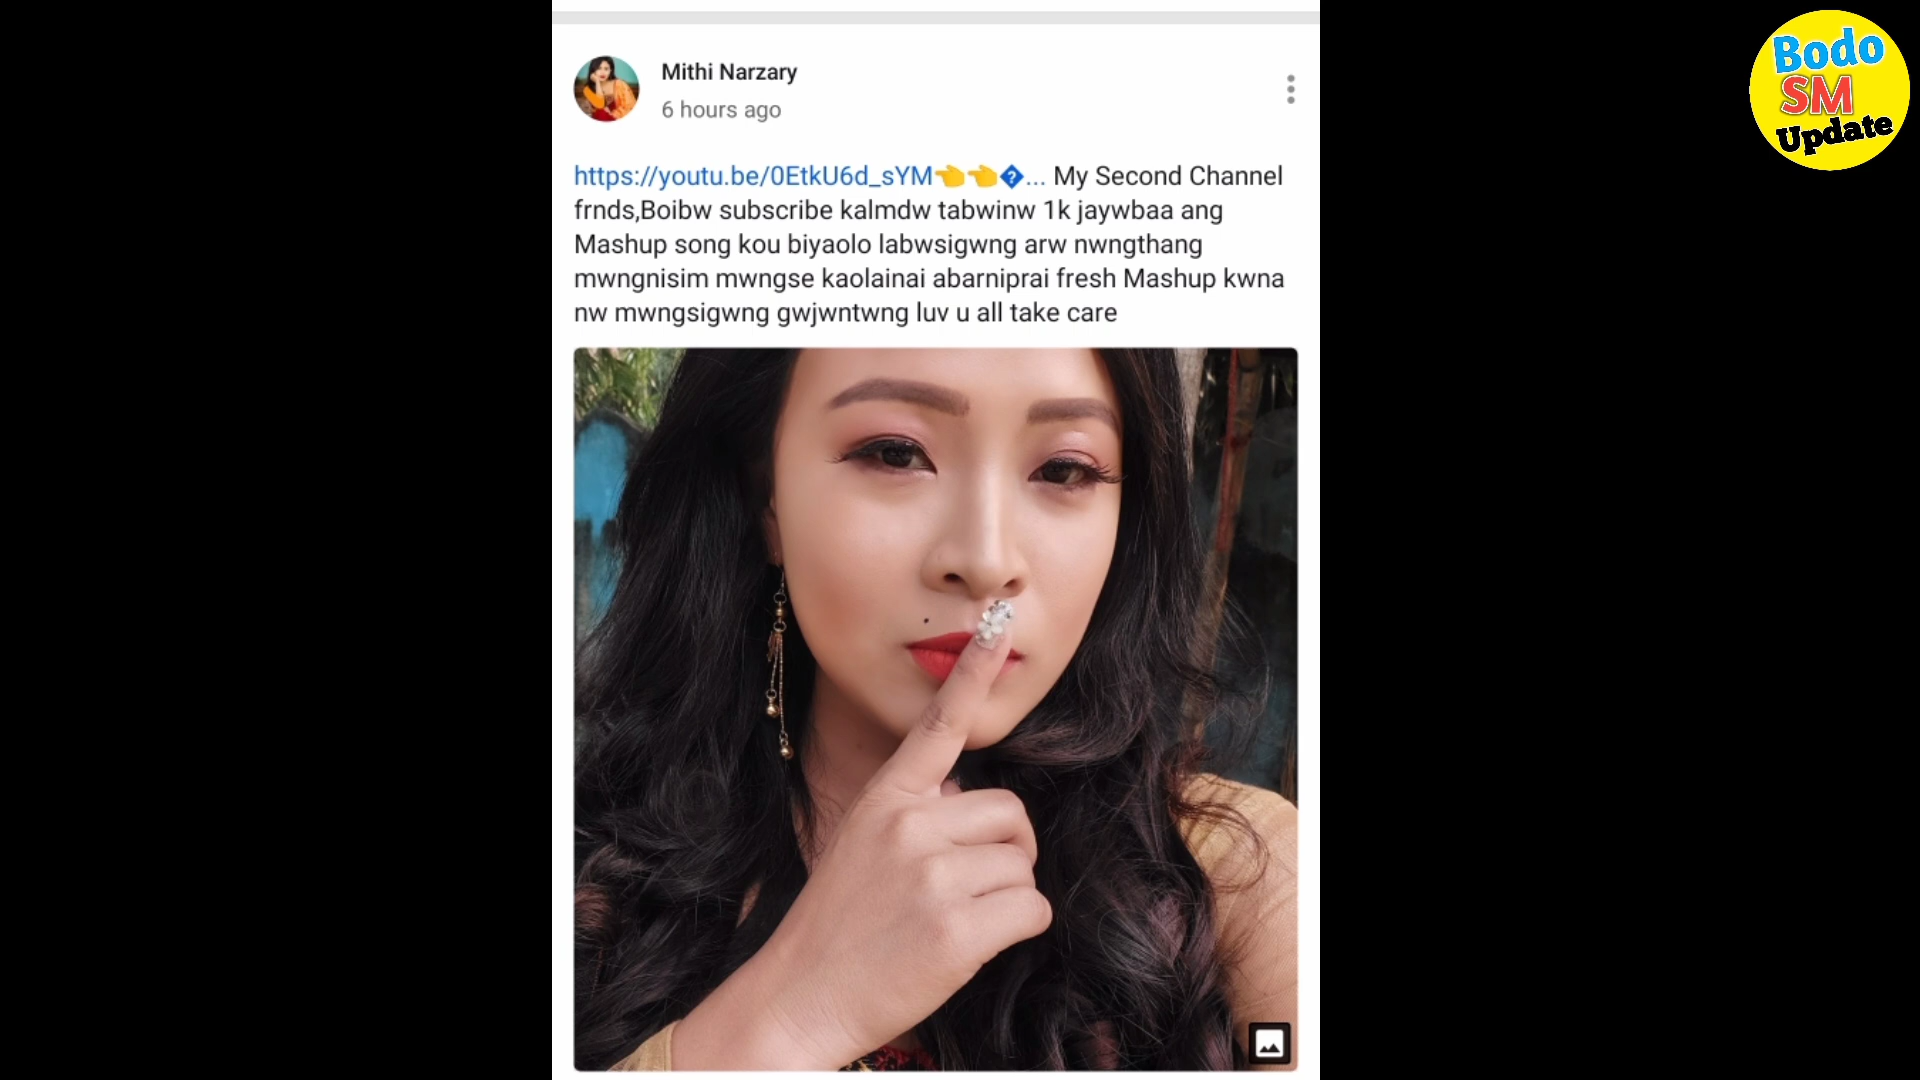 Mithi Narzary
6 hours ago
https://youtu.be/0EtkU6d_sYM👈👈�... My Second Channel
frnds,Boibw subscribe kalmdw tabwinw 1k jaywbaa ang
Mashup song kou biyaolo labwsigwng arw nwngthang
mwngnisim mwngse kaolainai abarniprai fresh Mashup kwna
nw mwngsigwng gwjwntwng luv u all take care
Bodo
SM
Update